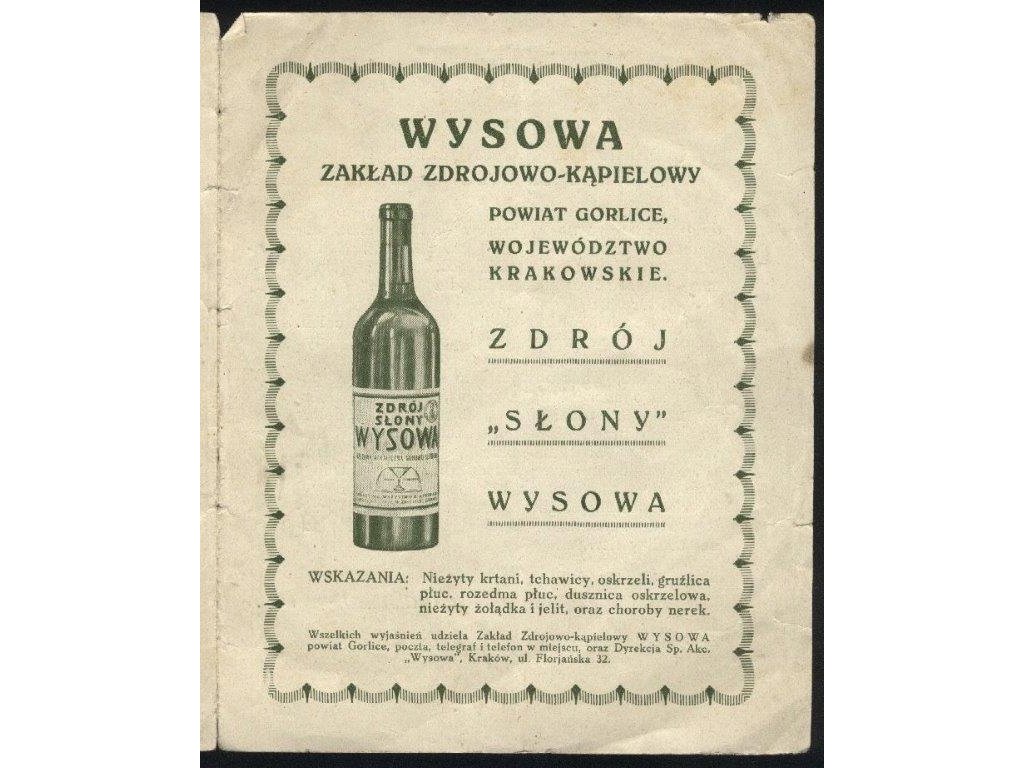 WYSOWA
ZAKŁAD ZDROJOWO-KĄPIELOWY
POWIAT GORLICE,
WOJEWÓDZTWO
KRAKOWSKIE.
ZDRÓJ
„SŁONY”
WYSOWA
ZDRÓJ
SŁONY
WYSOWA
WSKAZANIA: Nieżyty krtani, tchawicy, oskrzeli, gruźlica
płuc, rozedma płuc, dusznica oskrzelowa,
nieżyty żołądka i jelit, oraz choroby nerek.
Wszelkich wyjaśnień udziela Zakład Zdrojowo-kąpielowy WYSOWA
powiat Gorlice, poczta, telegraf i telefon w miejscu, oraz Dyrekcja Sp. Akc.
„Wysowa”, Kraków, ul. Florjańska 32.